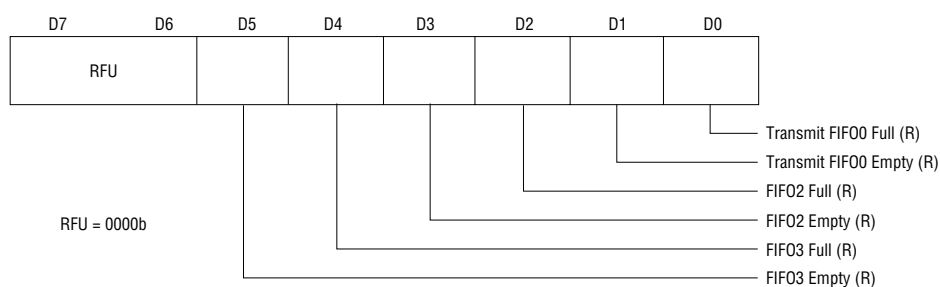 D7 D6 D5 D4 D3 D2 D1 D0
RFU
Transmit FIFO0 Full (R)
Transmit FIFO0 Empty (R)
FIFO2 Full (R)
RFU = 0000b
FIFO2 Empty (R)
FIFO3 Full (R)
FIFO3 Empty (R)